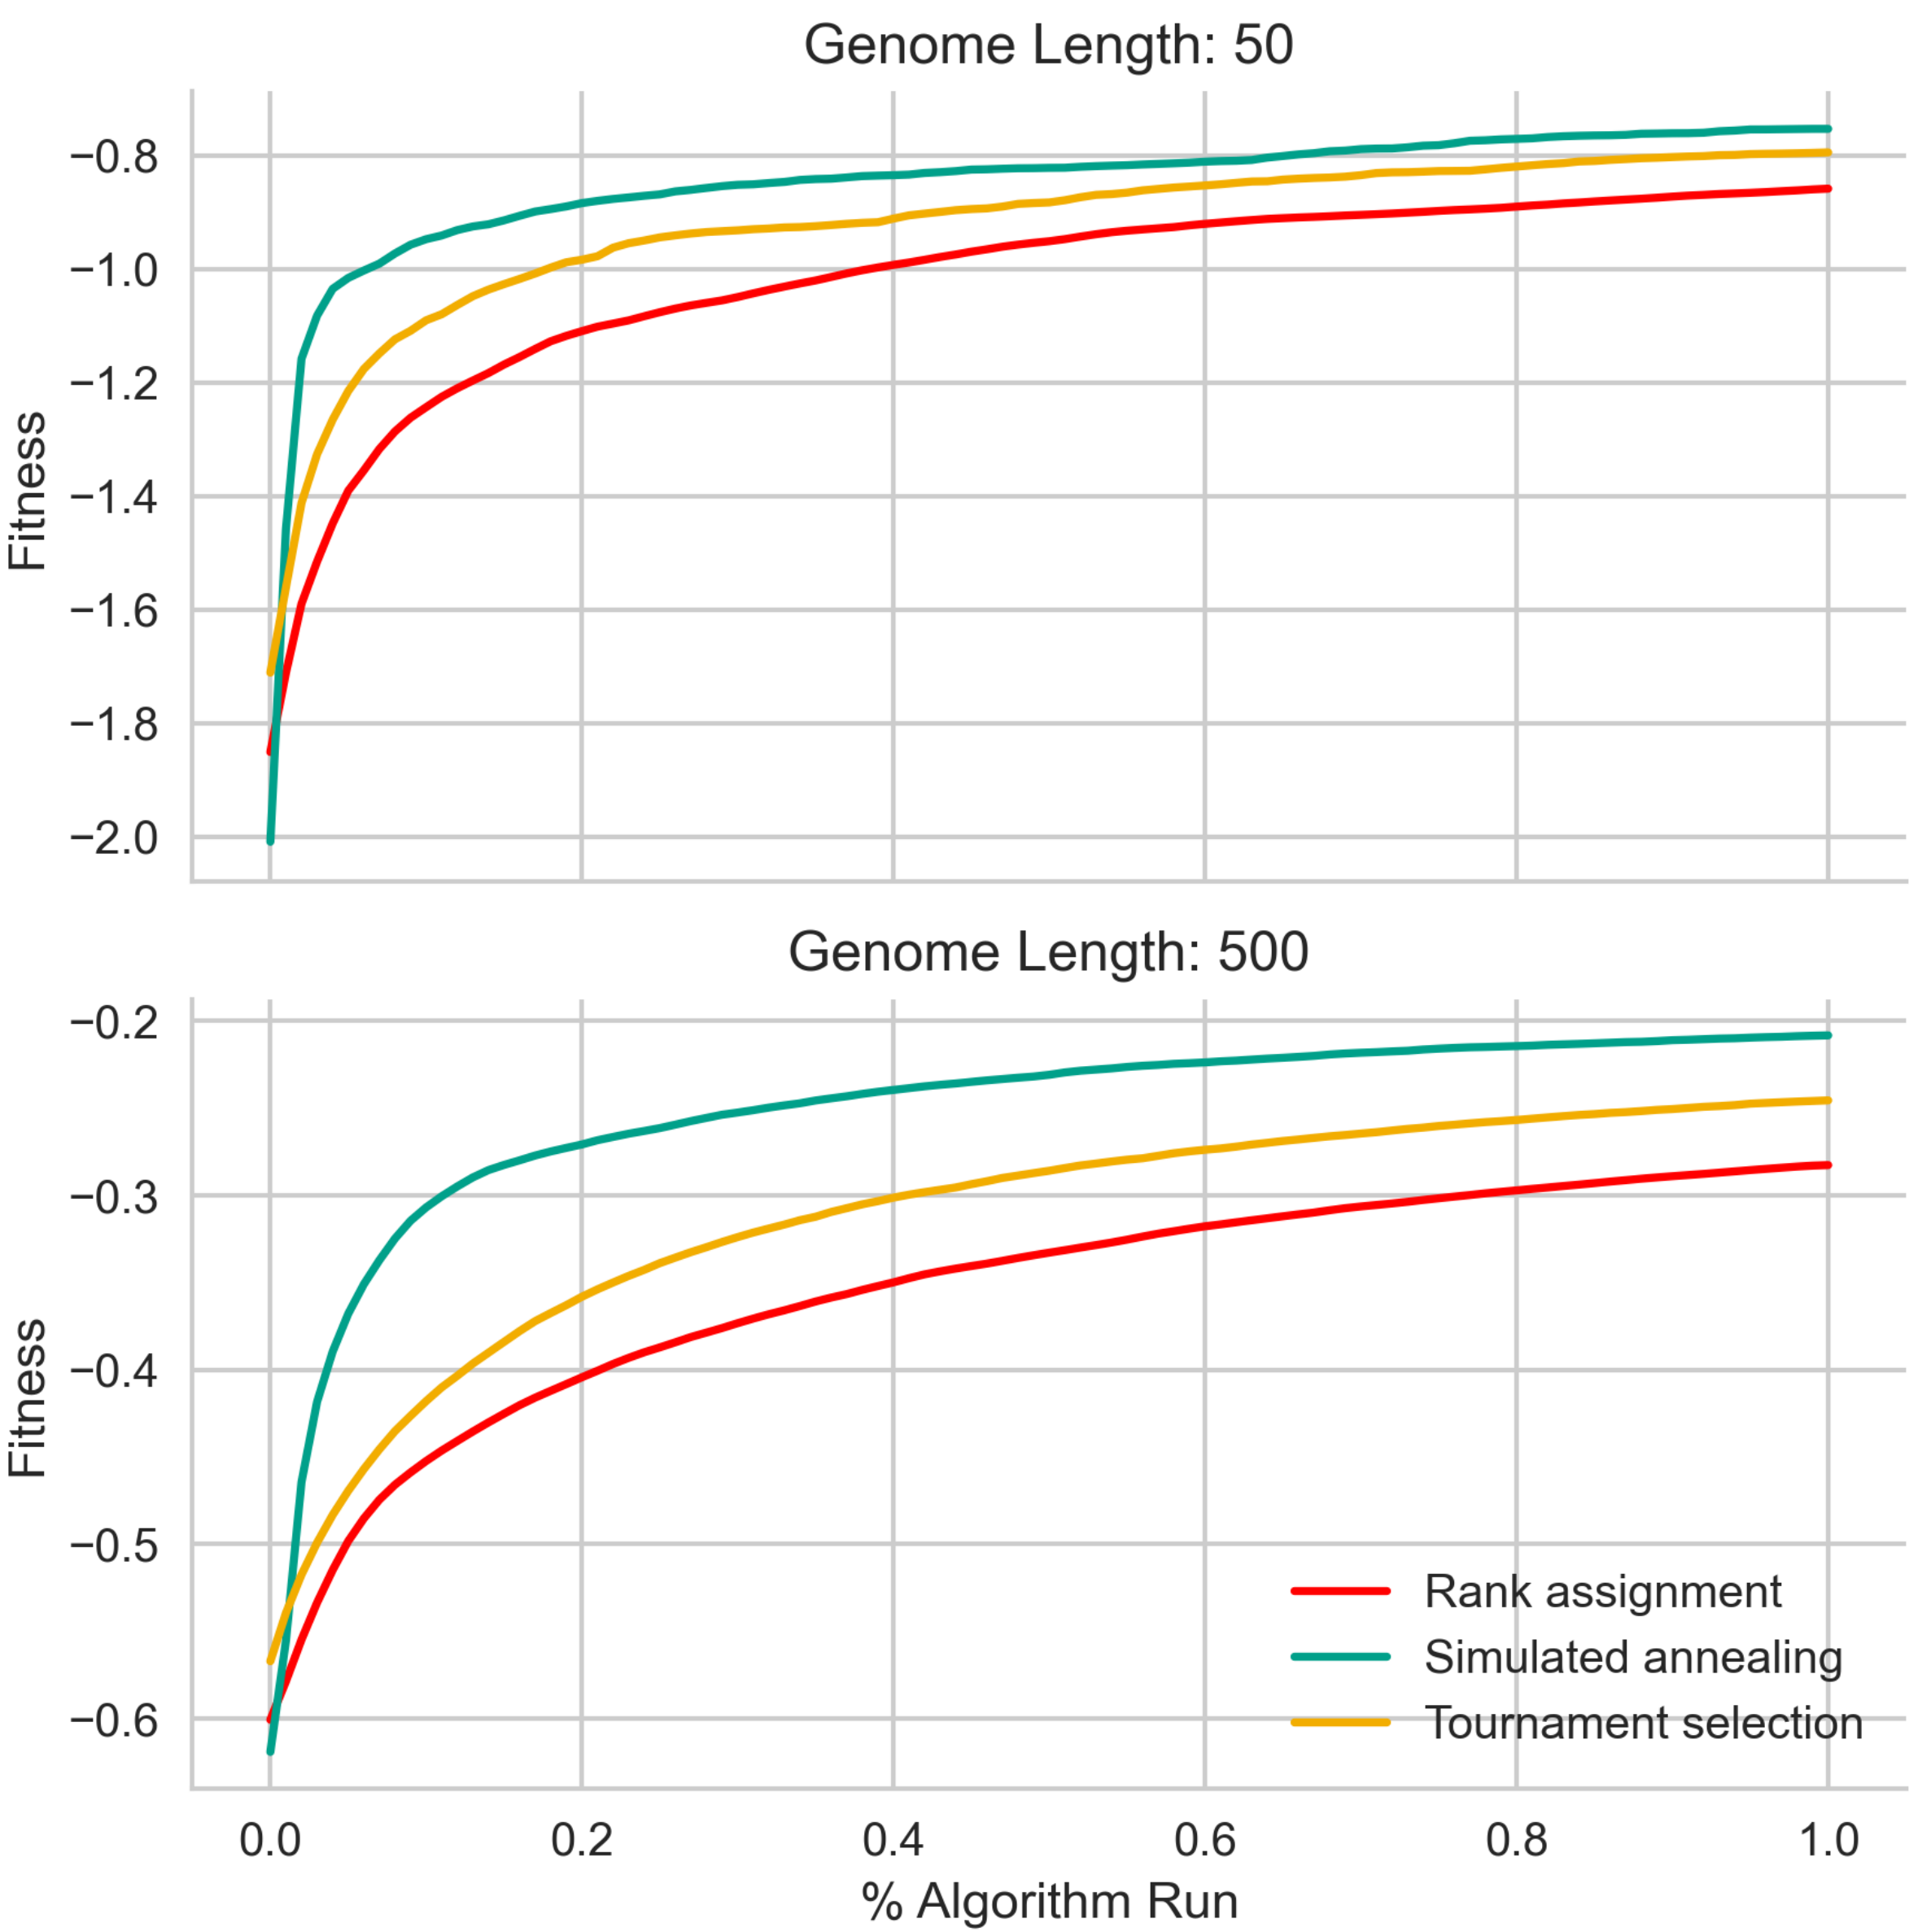 Genome Length: 50
Fitness
−0.8
−1.0
−1.2
−1.4
−1.6
−1.8
−2.0
Genome Length: 500
Fitness
−0.2
−0.3
−0.4
−0.5
−0.6
Rank assignment
Simulated annealing
Tournament selection
0.0 0.2 0.4 0.6 0.8 1.0
% Algorithm Run